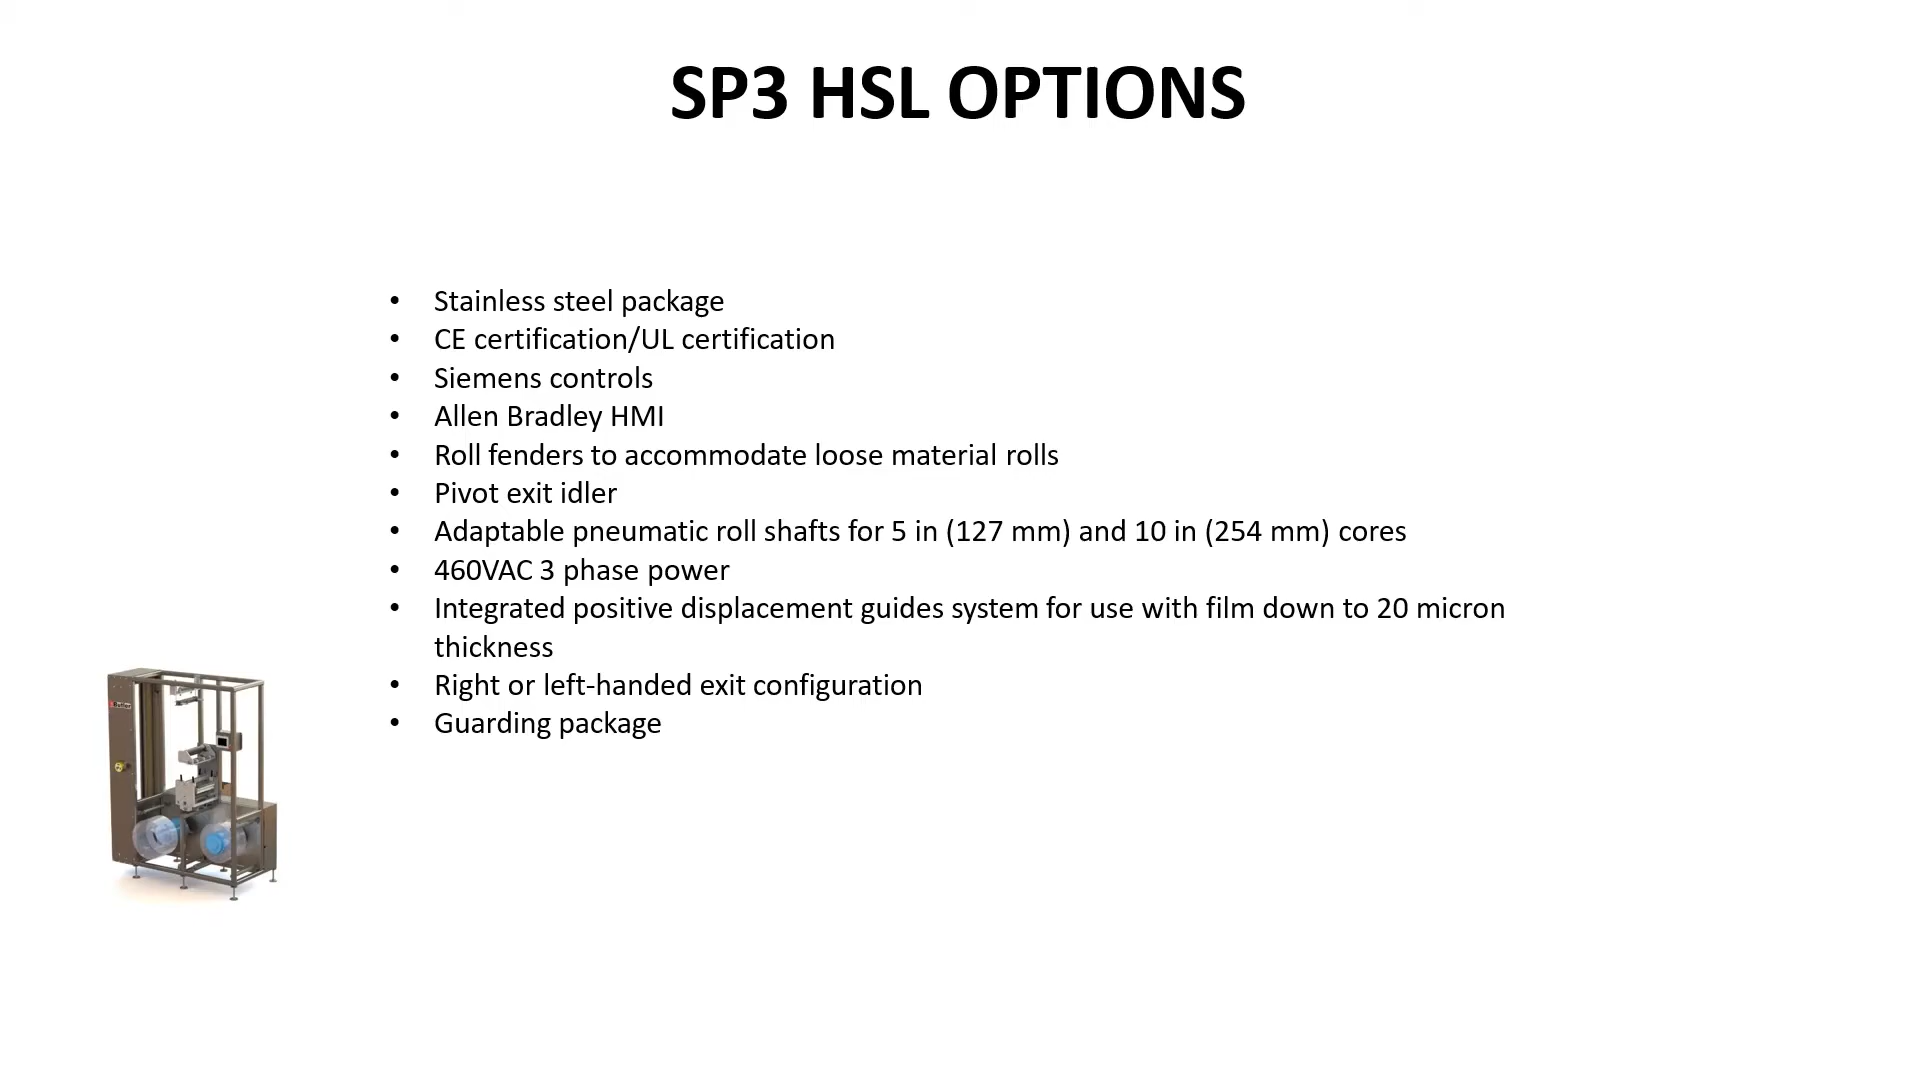 SP3 HSL OPTIONS
• Stainless steel package
• CE certification/UL certification
• Siemens controls
• Allen Bradley HMI
• Roll fenders to accommodate loose material rolls
• Pivot exit idler
• Adaptable pneumatic roll shafts for 5 in (127 mm) and 10 in (254 mm) cores
• 460VAC 3 phase power
• Integrated positive displacement guides system for use with film down to 20 micron
thickness
• Right or left-handed exit configuration
• Guarding package